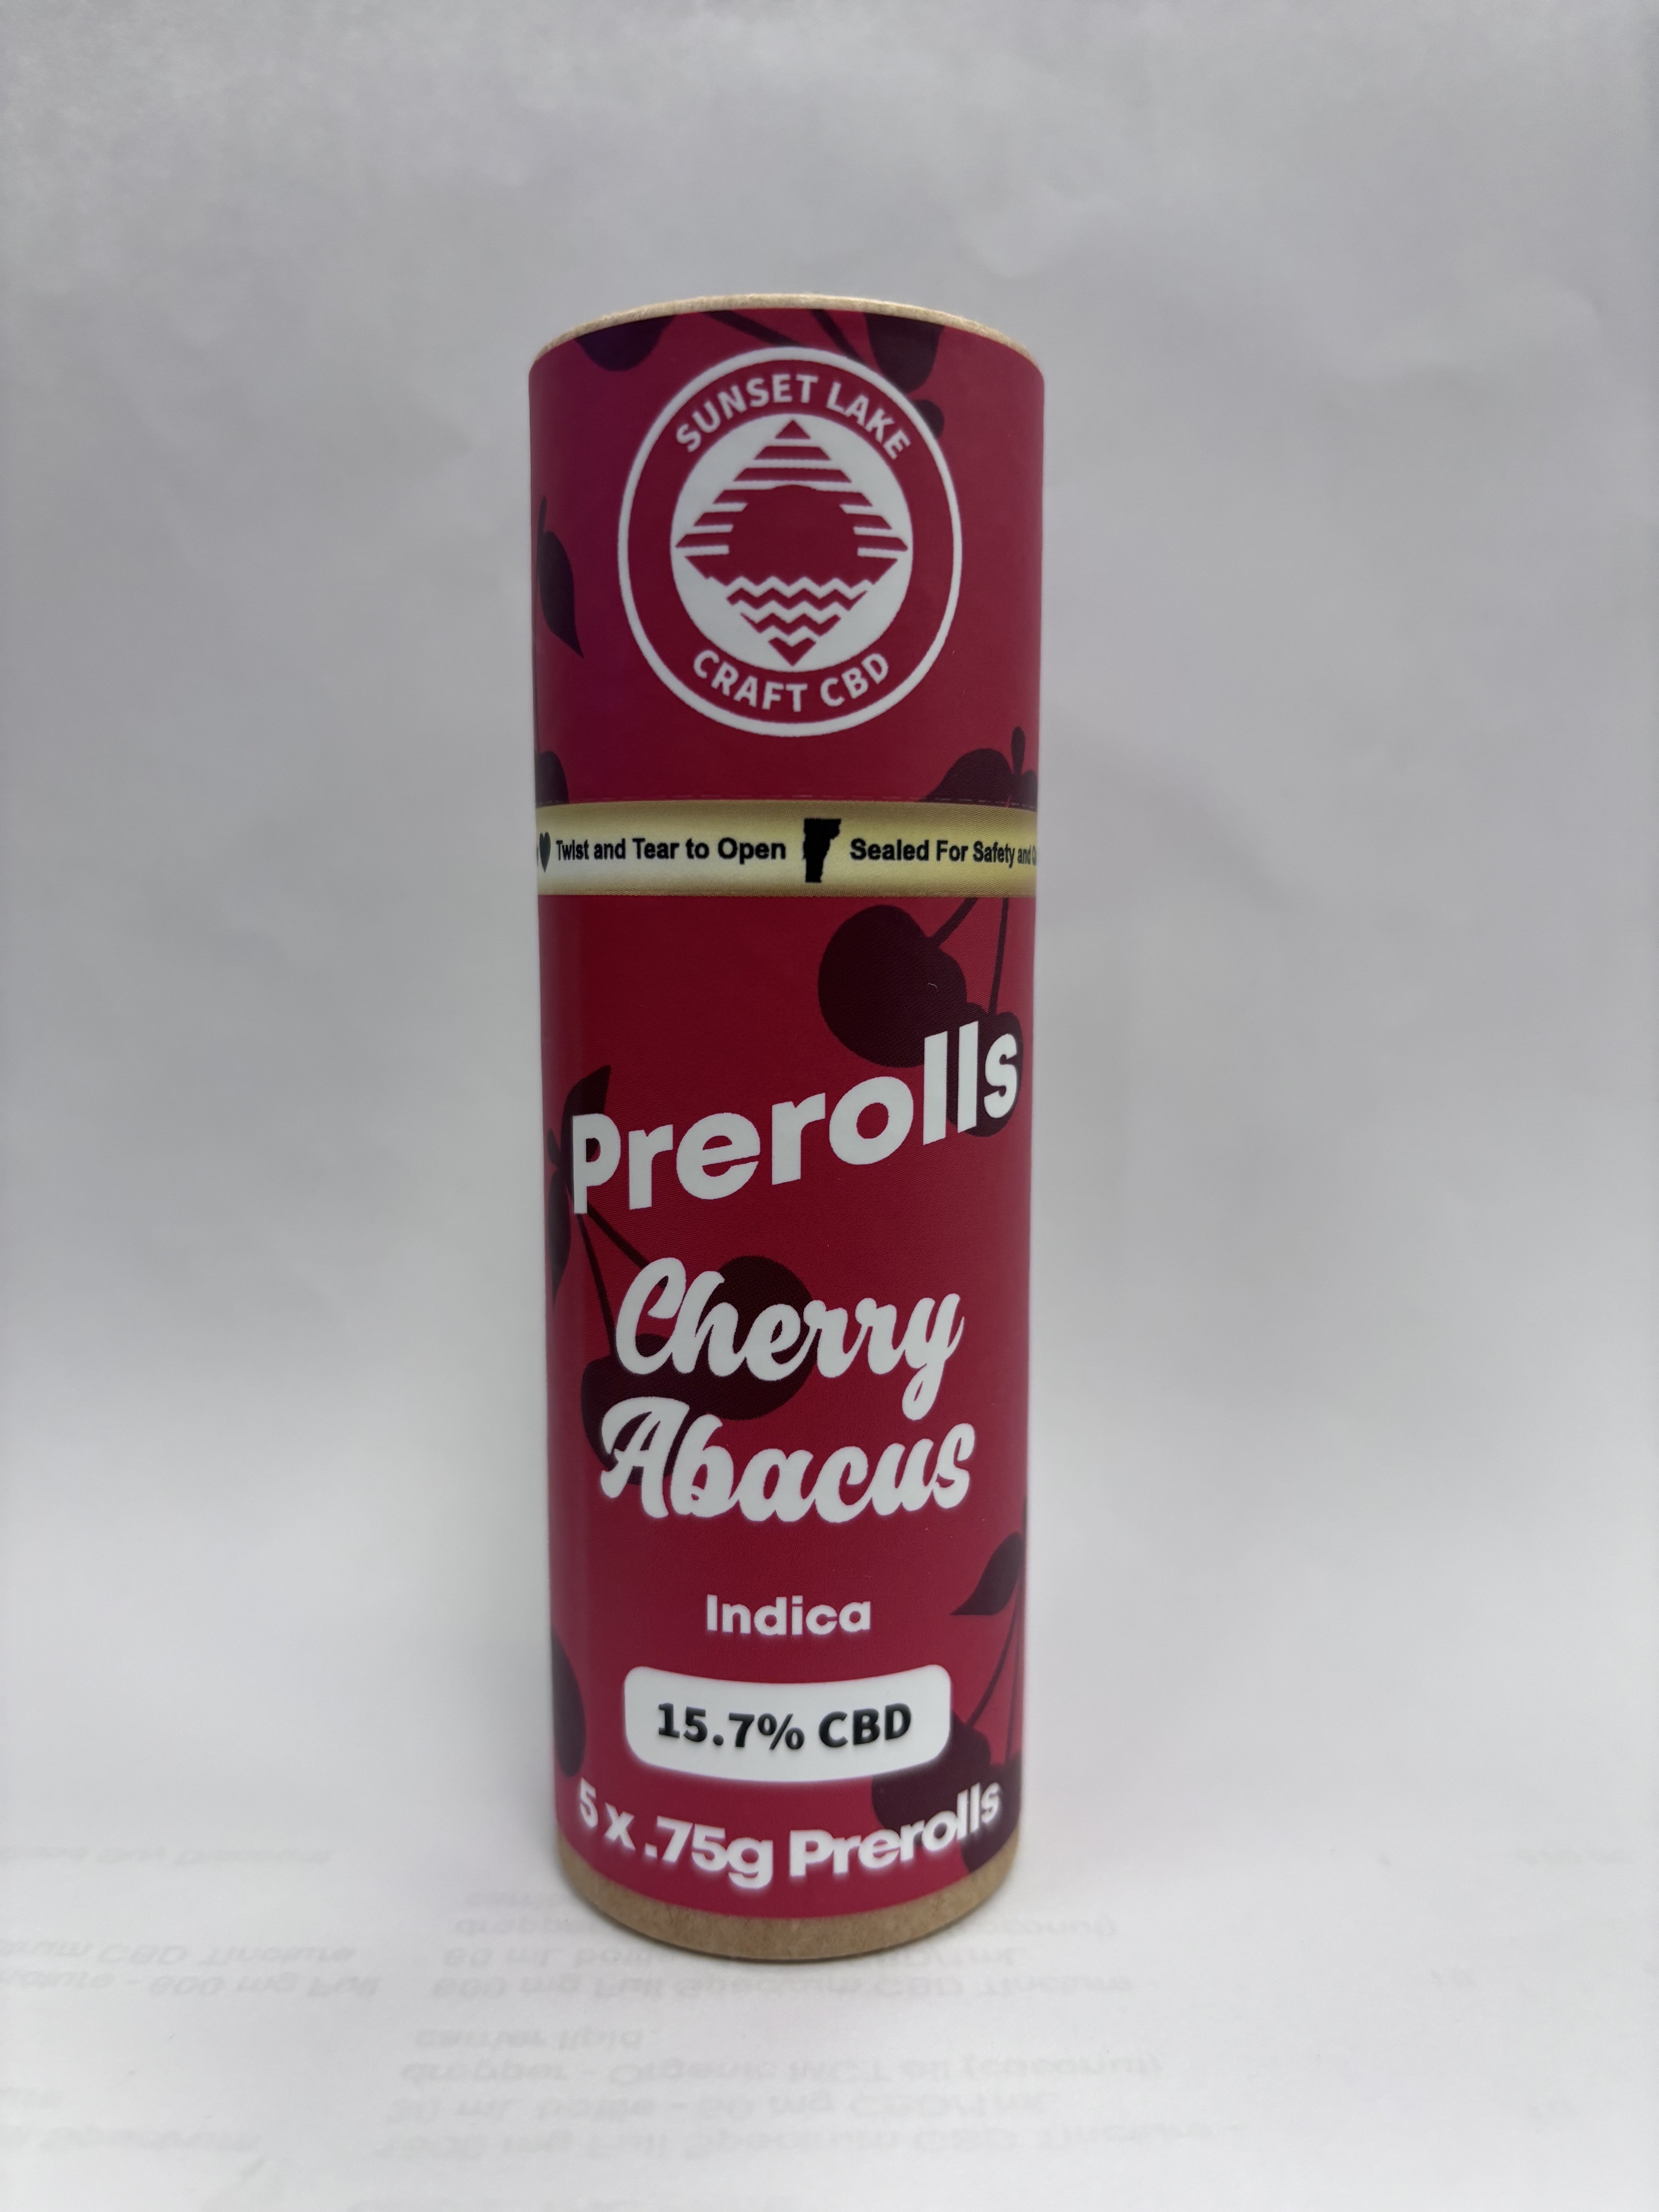 SUNSET LAKE
CRAFT CBD
Twist and Tear to Open Sealed For Safety and
Prerolls
Cherry
Abacus
Indica
15.7% CBD
5 x .75g Prerolls